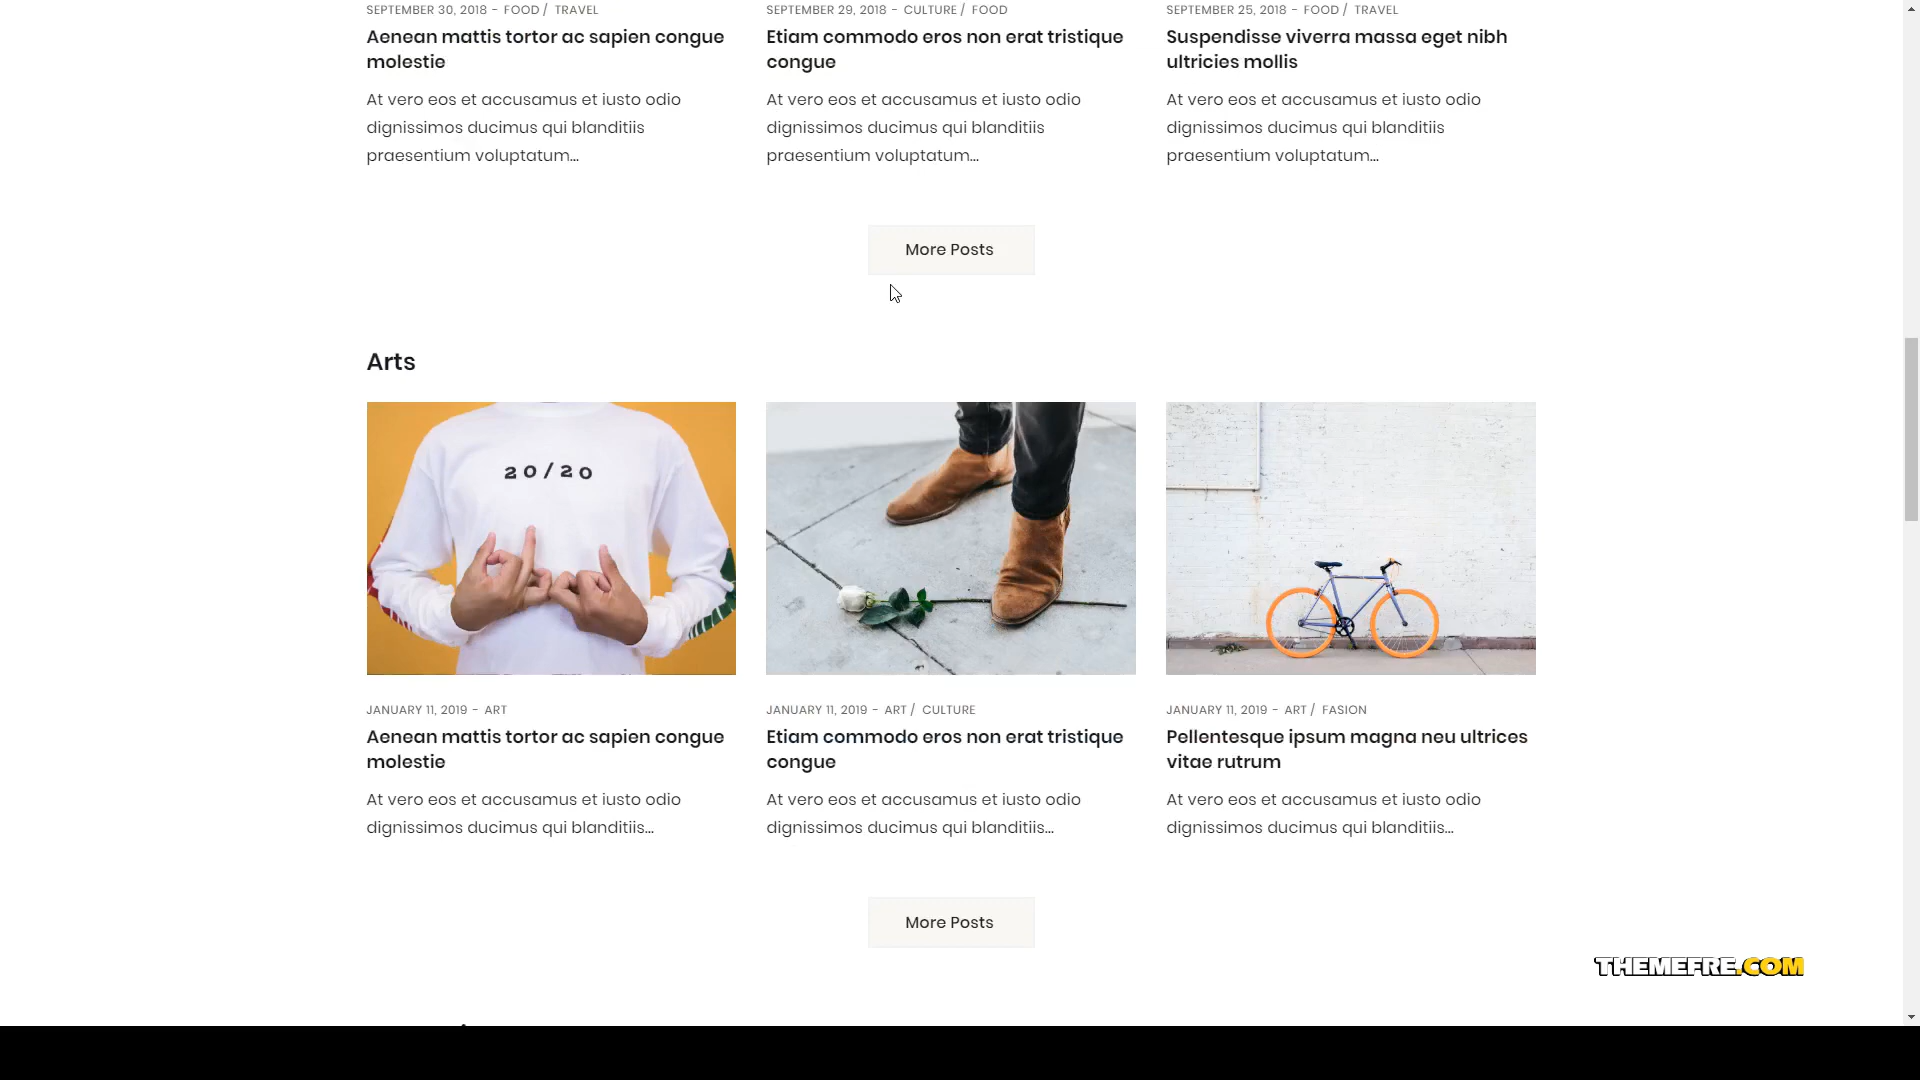 SEPTEMBER 30, 2018 - FOOD / TRAVEL
Aenean mattis tortor ac sapien congue
molestie
At vero eos et accusamus et iusto odio
dignissimos ducimus qui blanditiis
praesentium voluptatum...
SEPTEMBER 29, 2018 - CULTURE / FOOD
Etiam commodo eros non erat tristique
congue
At vero eos et accusamus et iusto odio
dignissimos ducimus qui blanditiis
praesentium voluptatum...
SEPTEMBER 25, 2018 - FOOD / TRAVEL
Suspendisse viverra massa eget nibh
ultricies mollis
At vero eos et accusamus et iusto odio
dignissimos ducimus qui blanditiis
praesentium voluptatum...
More Posts
Arts
20/20
JANUARY 11, 2019 - ART
Aenean mattis tortor ac sapien congue
molestie
At vero eos et accusamus et iusto odio
dignissimos ducimus qui blanditiis...
JANUARY 11, 2019 - ART / CULTURE
Etiam commodo eros non erat tristique
congue
At vero eos et accusamus et iusto odio
dignissimos ducimus qui blanditiis...
JANUARY 11, 2019 - ART / FASION
Pellentesque ipsum magna neu ultrices
vitae rutrum
At vero eos et accusamus et iusto odio
dignissimos ducimus qui blanditiis...
More Posts
THEMEFRE.COM